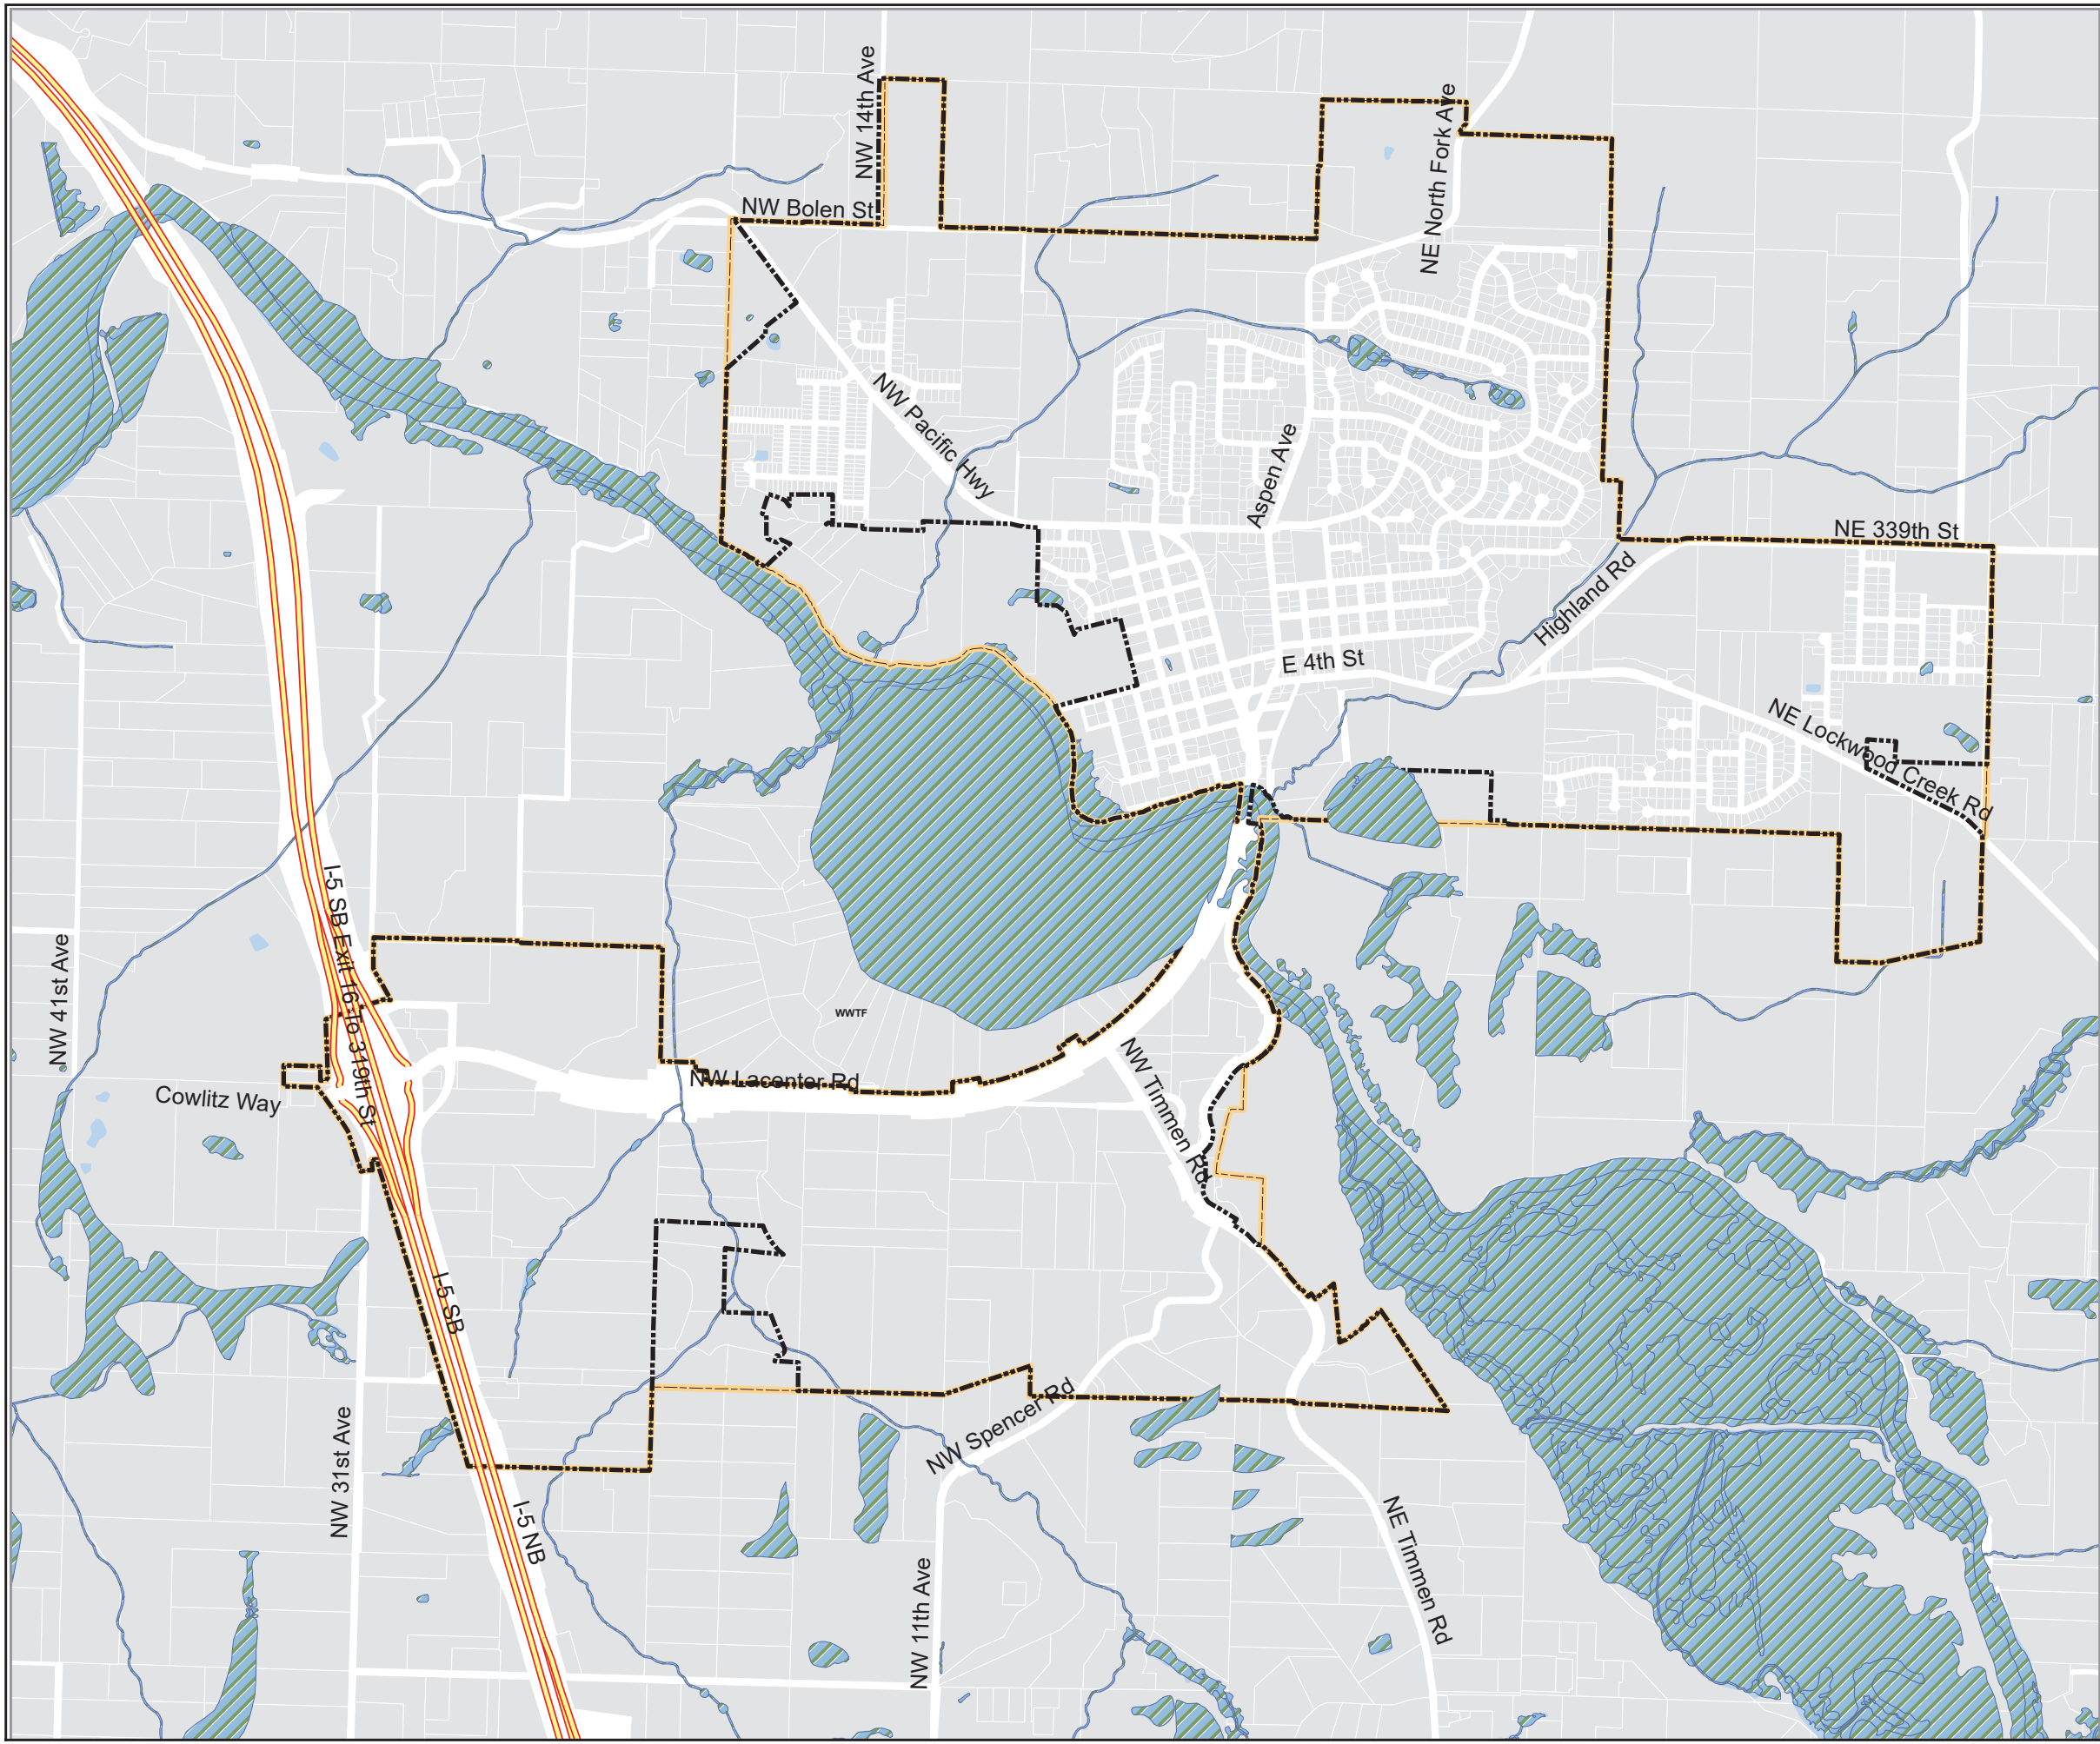 NW 14th Ave
NE North Fork Ave
NW Bolen St
NW Pacific Hwy
Aspen Ave
NE 339th St
Highland Rd
E 4th St
NE Lockwood Creek Rd
I-5 SB Exit 16 To 319th St
NW 41st Ave
WWTF
NW Lacenter Rd
Cowlitz Way
NW Timmen Rd
I-5 SB
NW Spencer Rd
NW 31st Ave
I-5 NB
NE Timmen Rd
NW 11th Ave